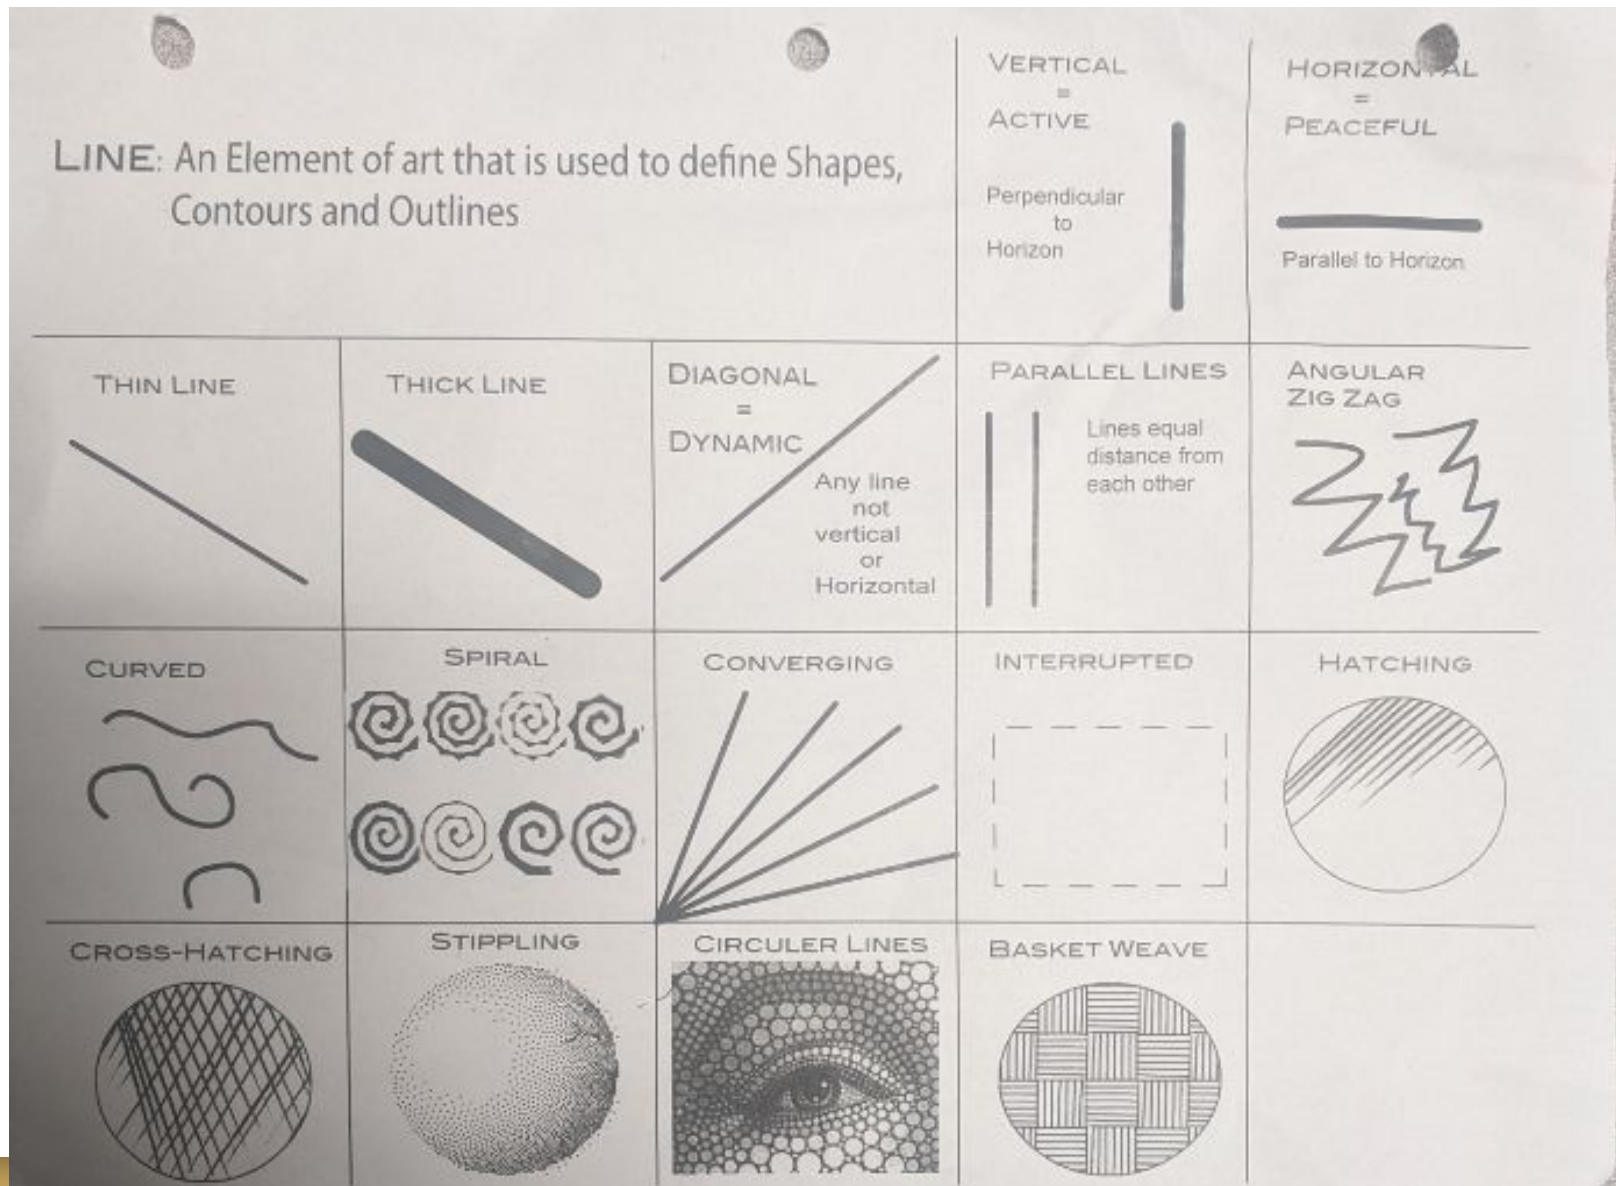 LINE: An Element of art that is used to define Shapes,
Contours and Outlines
VERTICAL
=
ACTIVE
Perpendicular
to
Horizon
HORIZONTAL
=
PEACEFUL
Parallel to Horizon
THIN LINE
THICK LINE
DIAGONAL
=
DYNAMIC
Any line
not
vertical
or
Horizontal
PARALLEL LINES
Lines equal
distance from
each other
ANGULAR
ZIG ZAG
CURVED
SPIRAL
CONVERGING
INTERRUPTED
HATCHING
CROSS-HATCHING
STIPPLING
CIRCULER LINES
BASKET WEAVE